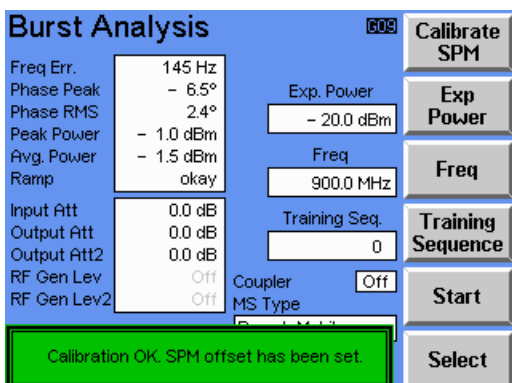 Burst Analysis
G09
Freq Err. 145 Hz
Phase Peak - 6.5°
Phase RMS 2.4°
Peak Power - 1.0 dBm
Avg. Power - 1.5 dBm
Ramp okay
Input Att 0.0 dB
Output Att 0.0 dB
Output Att2 0.0 dB
RF Gen Lev Off
RF Gen Lev2 Off
Exp. Power
- 20.0 dBm
Freq
900.0 MHz
Training Seq.
0
Coupler Off
MS Type
Calibration OK. SPM offset has been set.
Calibrate
SPM
Exp
Power
Freq
Training
Sequence
Start
Select